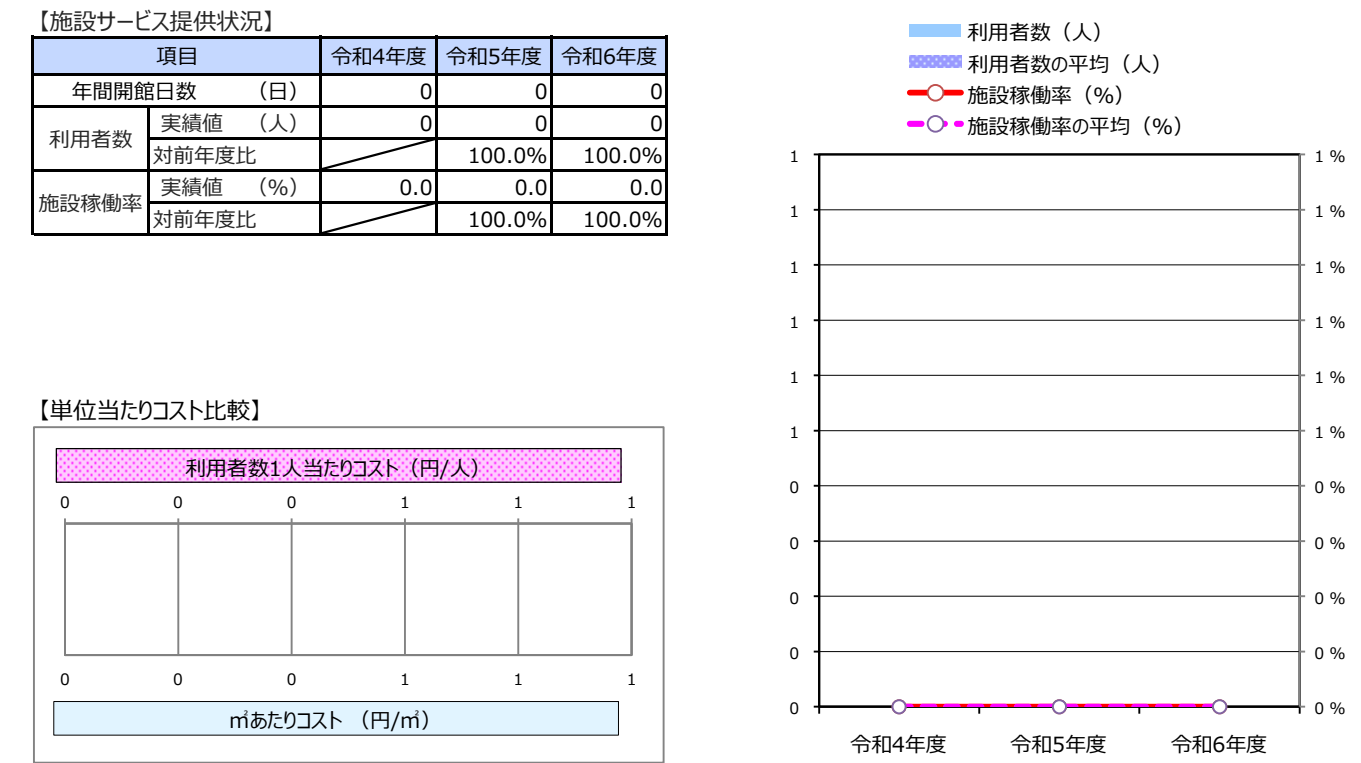 【施設サービス提供状況】
項目 令和4年度 令和5年度 令和6年度
年間開館日数 （日） 0 0 0
利用者数 実績値 （人） 0 0 0
対前年度比 100.0% 100.0%
施設稼働率 実績値 （%） 0.0 0.0 0.0
対前年度比 100.0% 100.0%
【単位当たりコスト比較】
利用者数1人当たりコスト（円/人）
0 0 0 1 1 1
0 0 0 1 1 1
㎡あたりコスト （円/㎡）
利用者数（人）
利用者数の平均（人）
施設稼働率（%）
施設稼働率の平均（%）
1 1 %
1 1 %
1 1 %
1 1 %
1 1 %
1 1 %
0 0 %
0 0 %
0 0 %
0 0 %
0 0 %
令和4年度 令和5年度 令和6年度